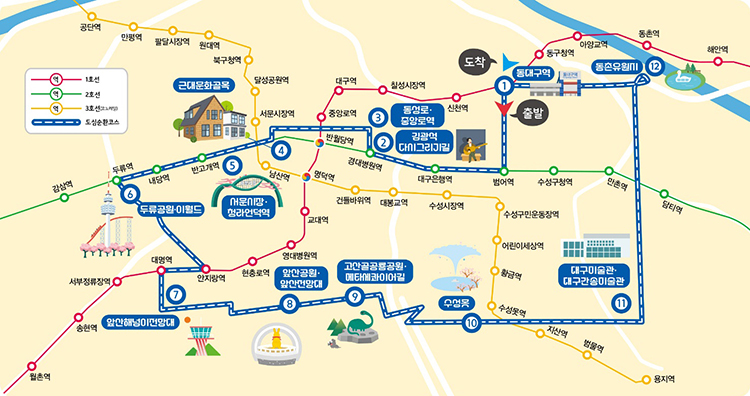 공단역
만평역
팔달시장역
원대역
북구청역
달성공원역
서문시장역
남산역
명덕역
건들바위역
대봉교역
수성시장역
수성구민운동장역
어린이세상역
황금역
수성못역
지산역
범물역
용지역
역
1호선
역
2호선
역
3호선(모노레일)
도심순환코스
해안역
동촌역
아양교역
동구청역
동대구역
신천역
칠성시장역
대구역
중앙로역
반월당역
교대역
영대병원역
현충로역
안지랑역
대명역
서부정류장역
송현역
월촌역
감삼역
두류역
내당역
반고개역
경대병원역
대구은행역
범어역
수성구청역
만촌역
담티역
도착
출발
1
2
김광석
다시그리기길
3
동성로·
중앙로역
4
근대문화골목
5
서문시장·
청라언덕역
6
두류공원·이월드
7
앞산해넘이전망대
8
앞산공원·
앞산전망대
9
고산골공룡공원·
메타세콰이어길
10
수성못
11
대구미술관·
대구간송미술관
12
동촌유원지